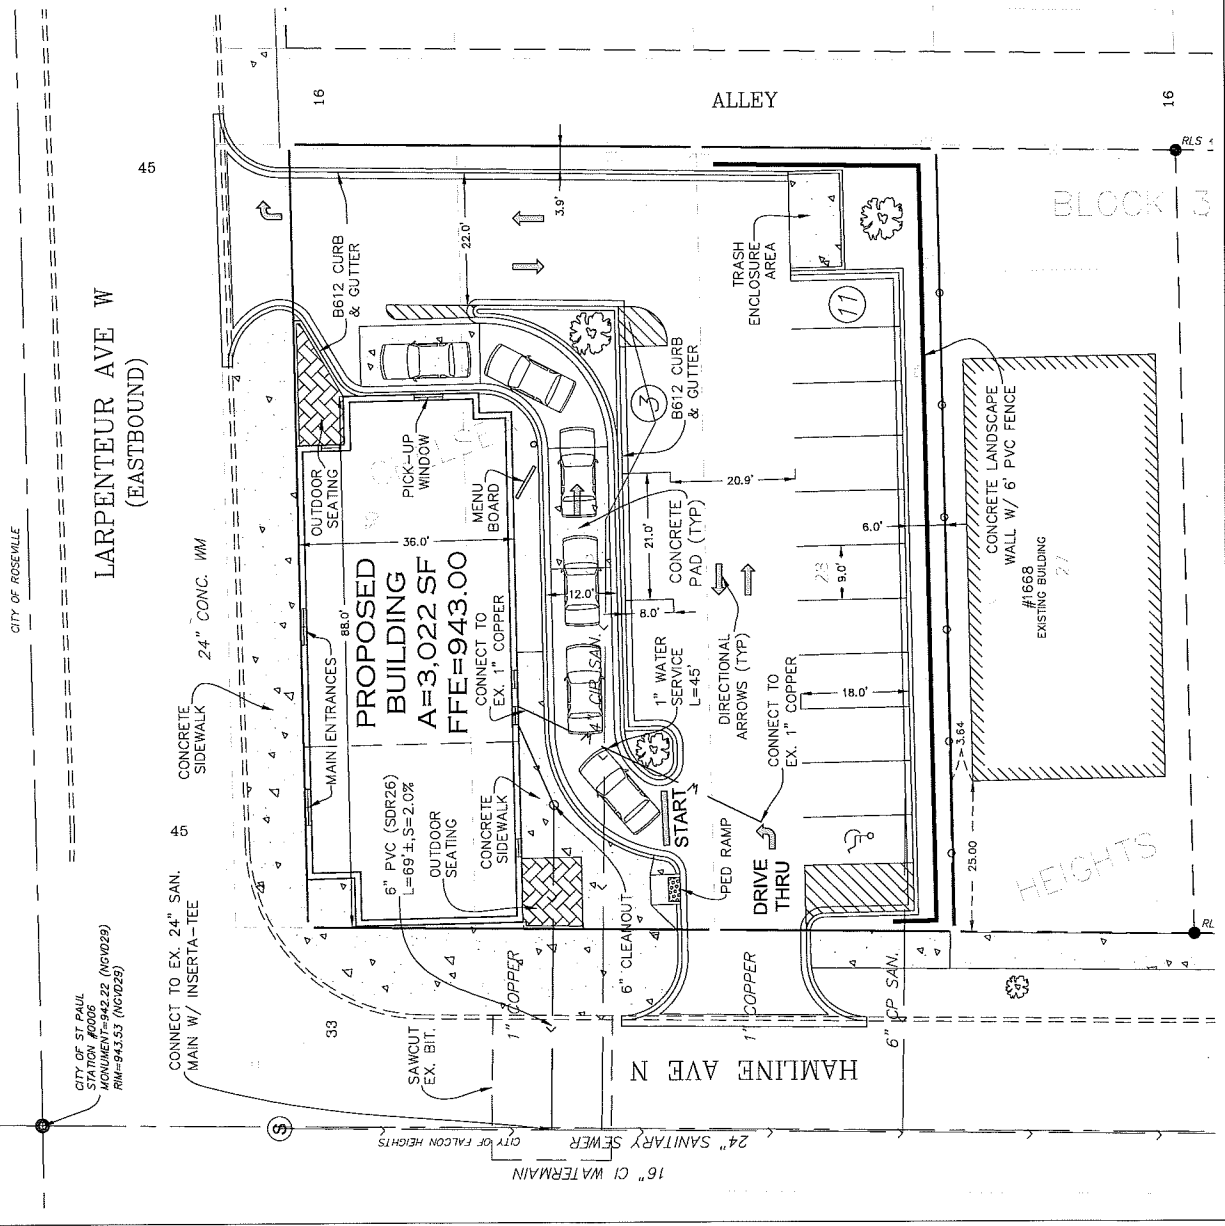 CITY OF ROSEVILLE
LARPENTEUR AVE W
(EASTBOUND)
24" CONC. WM
45
45
33
16
16
ALLEY
BLOCK 3
RLS
B612 CURB
& GUTTER
22.0'
3.9'
TRASH
ENCLOSURE
AREA
11
3
B612 CURB
& GUTTER
OUTDOOR
SEATING
PICK-UP
WINDOW
MENU
BOARD
36.0'
88.0'
PROPOSED
BUILDING
A=3,022 SF
FFE=943.00
CONNECT TO
EX. 1" COPPER
MAIN ENTRANCES
CONCRETE
SIDEWALK
CONCRETE
PAD (TYP)
20.9'
21.0'
12.0'
8.0'
6.0'
9.0'
28
18.0'
CONCRETE LANDSCAPE
WALL W/ 6' PVC FENCE
#1668
EXISTING BUILDING
27
3.64
25.00
HEIGHTS
DIRECTIONAL
ARROWS (TYP)
1" WATER
SERVICE
L=45'
CONNECT TO
EX. 1" COPPER
4" CIP SAN.
START
PED RAMP
DRIVE
THRU
6" PVC (SDR26)
L=69'±,S=2.0%
OUTDOOR
SEATING
CONCRETE
SIDEWALK
6" CLEANOUT
1" COPPER
1" COPPER
6" CP SAN.
RL
SAWCUT
EX. BIT.
HAMLINE AVE N
CONNECT TO EX. 24" SAN.
MAIN W/ INSERTA-TEE
CITY OF ST PAUL
STATION #0006
MONUMENT=942.22 (NGVD29)
RIM=943.53 (NGVD29)
S
CITY OF FALCON HEIGHTS
24" SANITARY SEWER
16" CI WATERMAIN